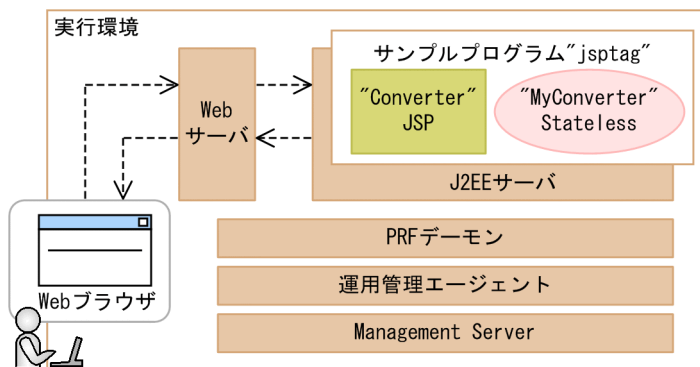 実行環境
サンプルプログラム"jsptag"
"Converter"
JSP
"MyConverter"
Stateless
Web
サーバ
J2EEサーバ
PRFデーモン
運用管理エージェント
Management Server
Webブラウザ